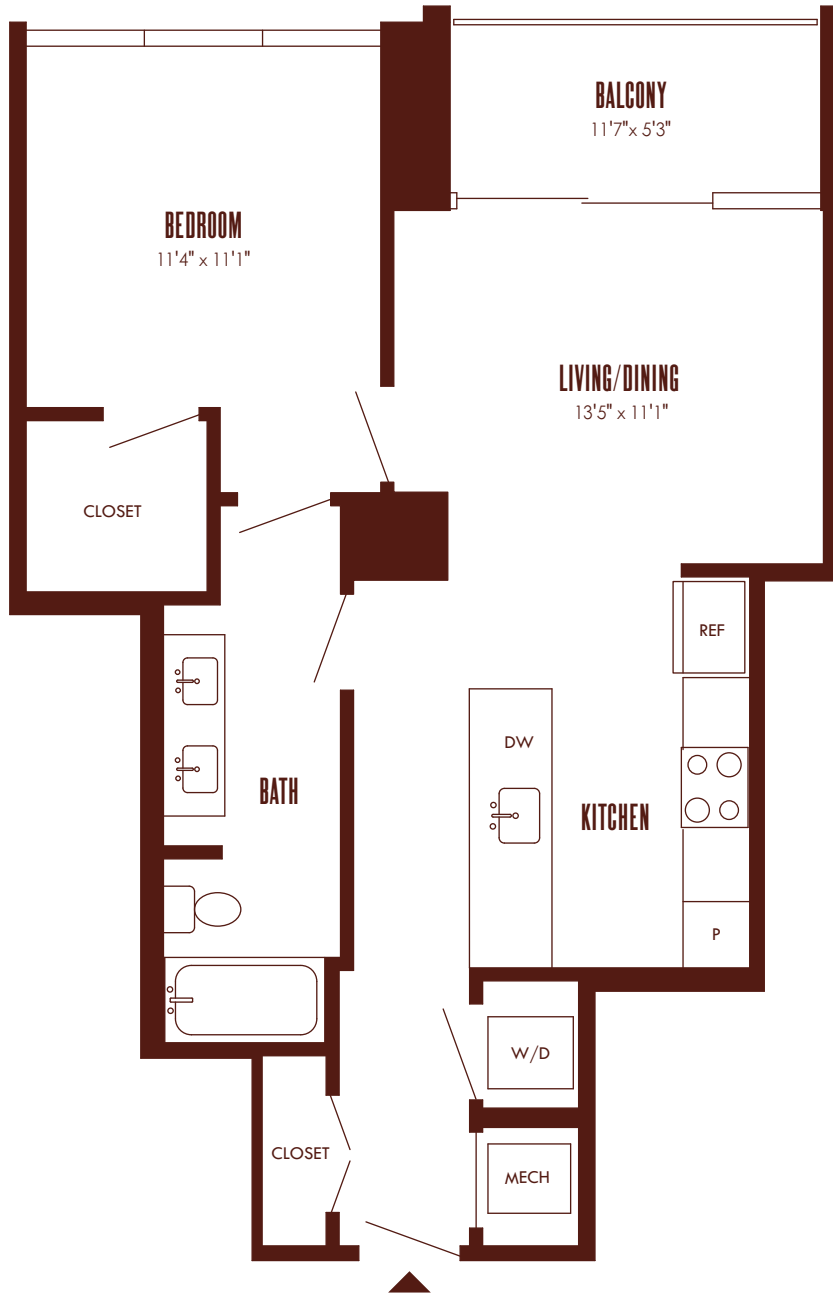 BALCONY
11'7" x 5'3"
BEDROOM
11'4" x 11'1"
LIVING/DINING
13'5" x 11'1"
CLOSET
REF
DW
BATH
KITCHEN
P
W/D
CLOSET
MECH